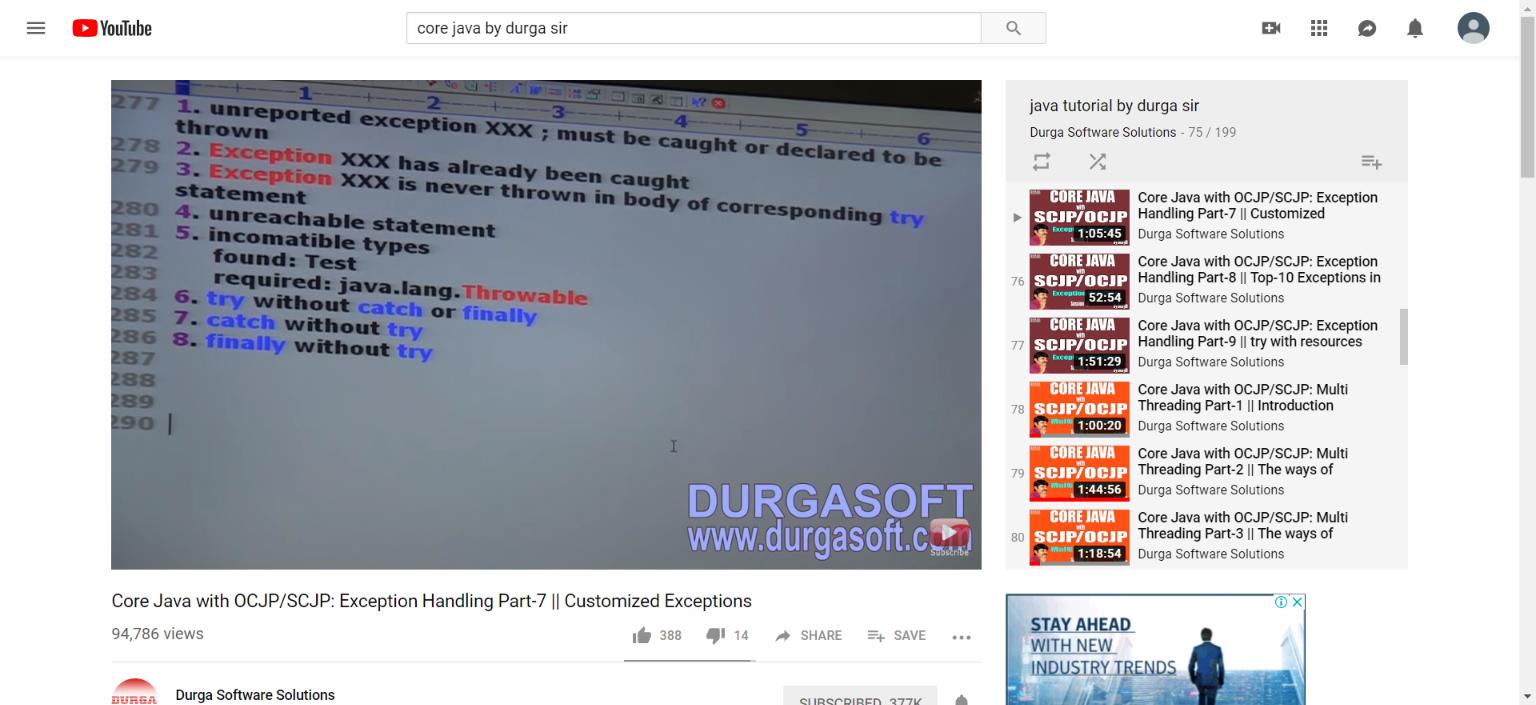 YouTube
core java by durga sir
1 2 3 4 5 6
277 1. unreported exception XXX ; must be caught or declared to be
thrown
278 2. Exception XXX has already been caught
279 3. Exception XXX is never thrown in body of corresponding try
statement
280 4. unreachable statement
281 5. incomatible types
282 found: Test
283 required: java.lang.Throwable
284 6. try without catch or finally
285 7. catch without try
286 8. finally without try
287
288
289
290
DURGASOFT
www.durgasoft.com
Subscribe
Core Java with OCJP/SCJP: Exception Handling Part-7 || Customized Exceptions
94,786 views
388 14 SHARE SAVE
DURGA
Durga Software Solutions
SUBSCRIBED 377K
java tutorial by durga sir
Durga Software Solutions - 75 / 199
CORE JAVA
with
SCJP/OCJP
1:05:45
Core Java with OCJP/SCJP: Exception
Handling Part-7 || Customized
Durga Software Solutions
76
CORE JAVA
with
SCJP/OCJP
52:54
Core Java with OCJP/SCJP: Exception
Handling Part-8 || Top-10 Exceptions in
Durga Software Solutions
77
CORE JAVA
with
SCJP/OCJP
1:51:29
Core Java with OCJP/SCJP: Exception
Handling Part-9 || try with resources
Durga Software Solutions
78
CORE JAVA
with
SCJP/OCJP
1:00:20
Core Java with OCJP/SCJP: Multi
Threading Part-1 || Introduction
Durga Software Solutions
79
CORE JAVA
with
SCJP/OCJP
1:44:56
Core Java with OCJP/SCJP: Multi
Threading Part-2 || The ways of
Durga Software Solutions
80
CORE JAVA
with
SCJP/OCJP
1:18:54
Core Java with OCJP/SCJP: Multi
Threading Part-3 || The ways of
Durga Software Solutions
STAY AHEAD
WITH NEW
INDUSTRY TRENDS